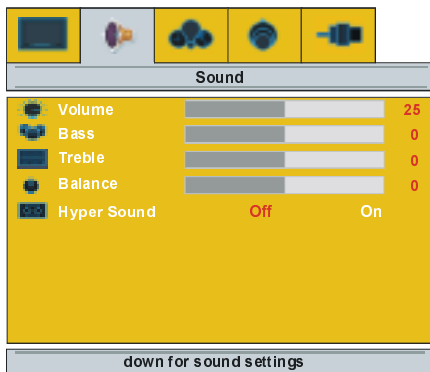 Sound
Volume 25
Bass 0
Treble 0
Balance 0
Hyper Sound Off On
down for sound settings